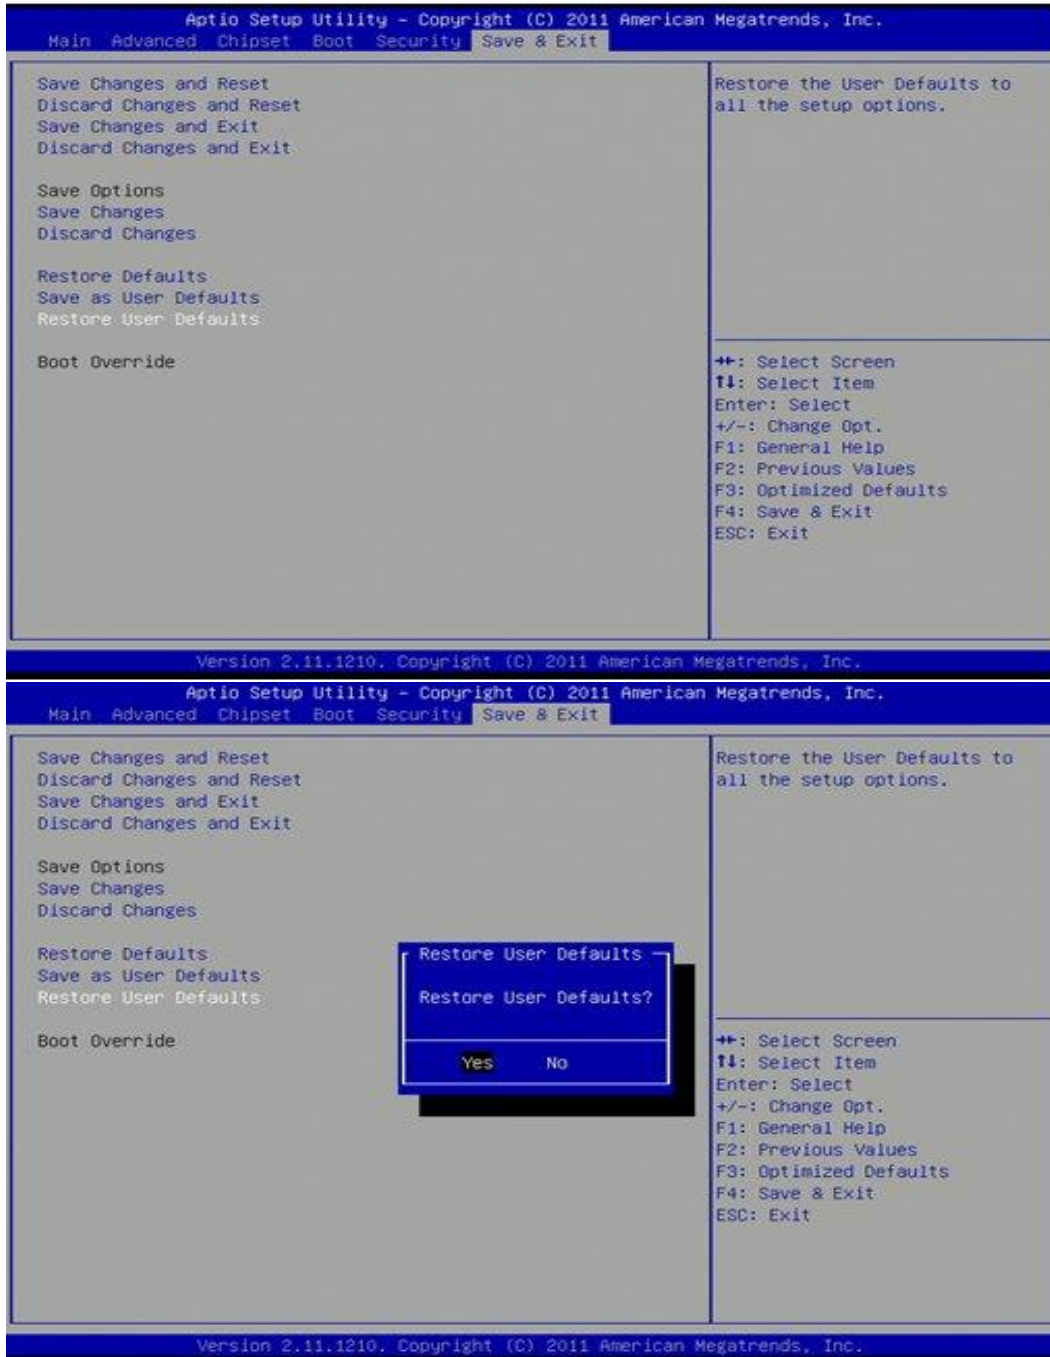 Aptio Setup Utility - Copyright (C) 2011 American Megatrends, Inc.
Main Advanced Chipset Boot Security Save & Exit
Save Changes and Reset
Discard Changes and Reset
Save Changes and Exit
Discard Changes and Exit
Save Options
Save Changes
Discard Changes
Restore Defaults
Save as User Defaults
Restore User Defaults
Boot Override
Restore the User Defaults to
all the setup options.
→←: Select Screen
↑↓: Select Item
Enter: Select
+/-: Change Opt.
F1: General Help
F2: Previous Values
F3: Optimized Defaults
F4: Save & Exit
ESC: Exit
Version 2.11.1210. Copyright (C) 2011 American Megatrends, Inc.
Aptio Setup Utility - Copyright (C) 2011 American Megatrends, Inc.
Main Advanced Chipset Boot Security Save & Exit
Save Changes and Reset
Discard Changes and Reset
Save Changes and Exit
Discard Changes and Exit
Save Options
Save Changes
Discard Changes
Restore Defaults
Save as User Defaults
Restore User Defaults
Boot Override
Restore User Defaults
Restore User Defaults?
Yes No
Restore the User Defaults to
all the setup options.
→←: Select Screen
↑↓: Select Item
Enter: Select
+/-: Change Opt.
F1: General Help
F2: Previous Values
F3: Optimized Defaults
F4: Save & Exit
ESC: Exit
Version 2.11.1210. Copyright (C) 2011 American Megatrends, Inc.